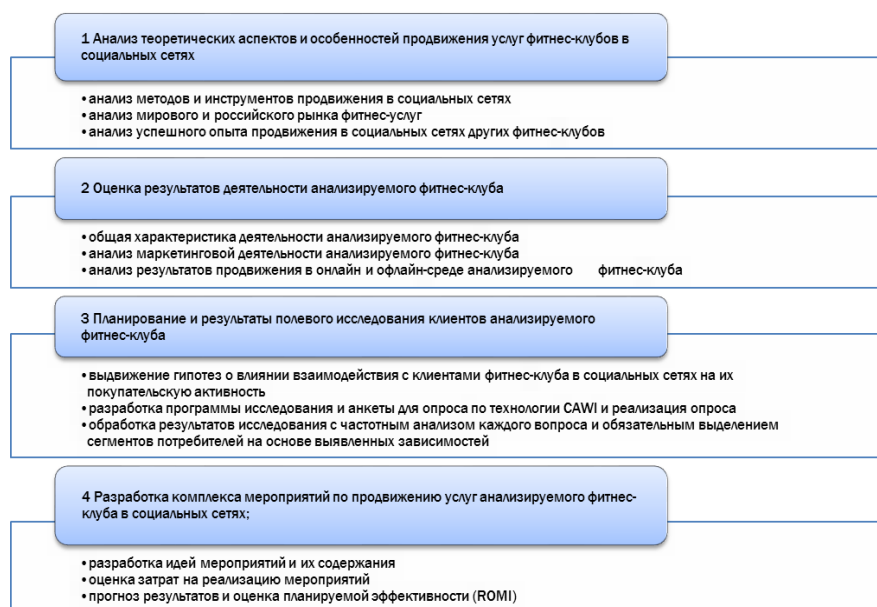 1 Анализ теоретических аспектов и особенностей продвижения услуг фитнес-клубов в
социальных сетях
• анализ методов и инструментов продвижения в социальных сетях
• анализ мирового и российского рынка фитнес-услуг
• анализ успешного опыта продвижения в социальных сетях других фитнес-клубов
2 Оценка результатов деятельности анализируемого фитнес-клуба
• общая характеристика деятельности анализируемого фитнес-клуба
• анализ маркетинговой деятельности анализируемого фитнес-клуба
• анализ результатов продвижения в онлайн и офлайн-среде анализируемого фитнес-клуба
3 Планирование и результаты полевого исследования клиентов анализируемого
фитнес-клуба
• выдвижение гипотез о влиянии взаимодействия с клиентами фитнес-клуба в социальных сетях на их
покупательскую активность
• разработка программы исследования и анкеты для опроса по технологии CAWI и реализация опроса
• обработка результатов исследования с частотным анализом каждого вопроса и обязательным выделением
сегментов потребителей на основе выявленных зависимостей
4 Разработка комплекса мероприятий по продвижению услуг анализируемого фитнес-
клуба в социальных сетях;
• разработка идей мероприятий и их содержания
• оценка затрат на реализацию мероприятий
• прогноз результатов и оценка планируемой эффективности (ROMI)